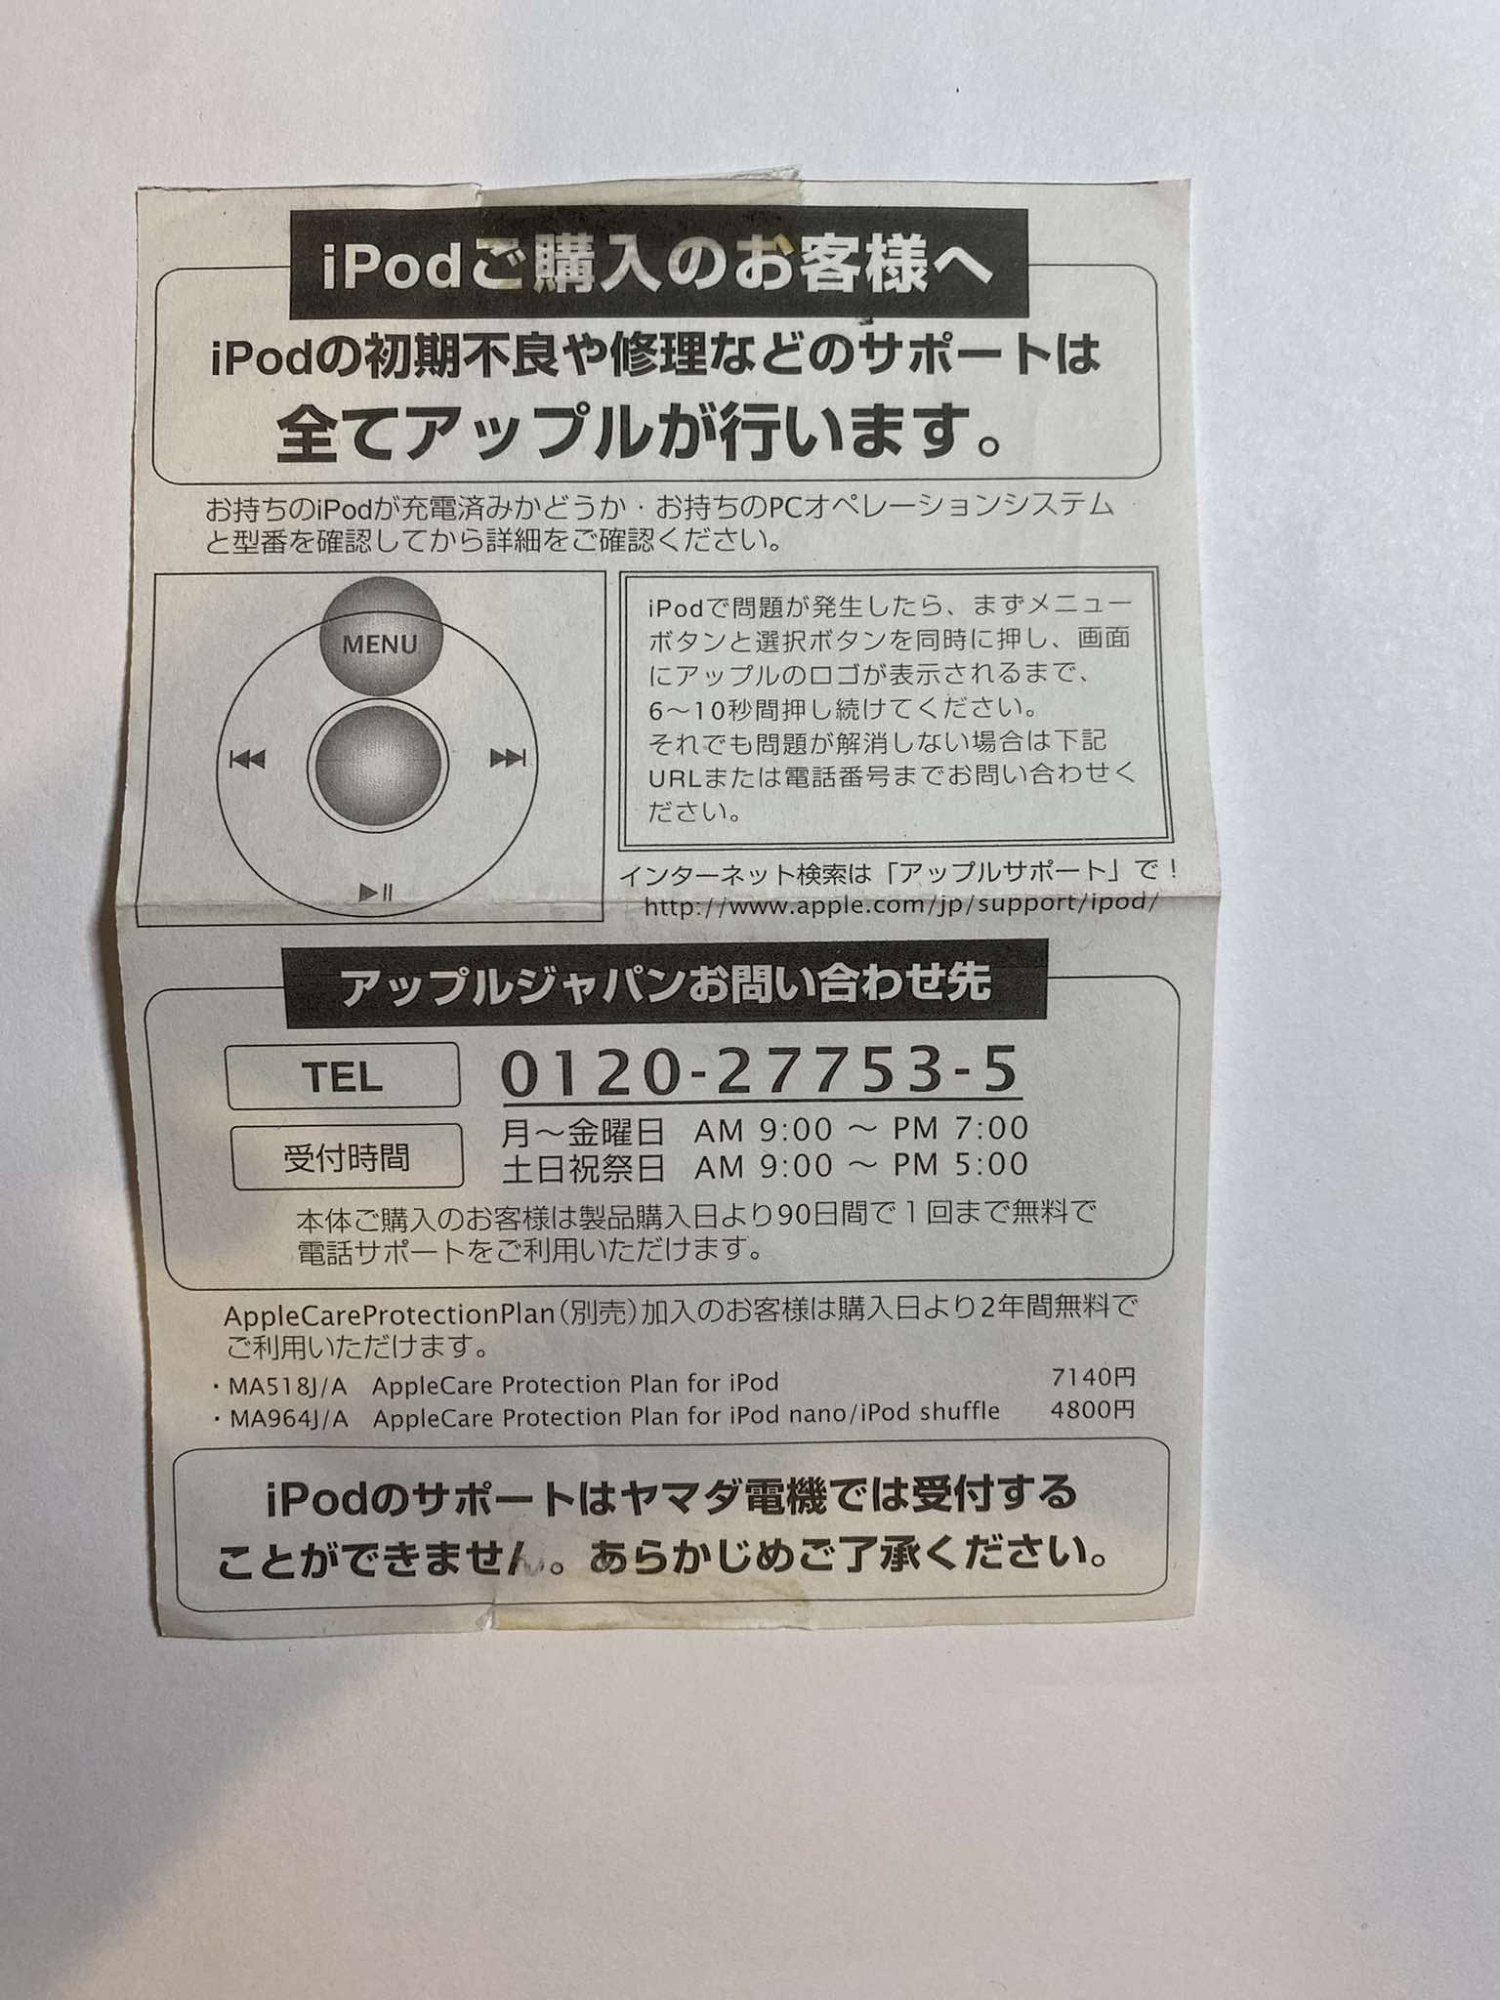 iPodご購入のお客様へ
iPodの初期不良や修理などのサポートは
全てアップルが行います。
お持ちのiPodが充電済みかどうか・お持ちのPCオペレーションシステム
と型番を確認してから詳細をご確認ください。
MENU
iPodで問題が発生したら、まずメニュー
ボタンと選択ボタンを同時に押し、画面
にアップルのロゴが表示されるまで、
6〜10秒間押し続けてください。
それでも問題が解消しない場合は下記
URLまたは電話番号までお問い合わせく
ださい。
インターネット検索は「アップルサポート」で！
http://www.apple.com/jp/support/ipod/
アップルジャパンお問い合わせ先
TEL 0120-27753-5
受付時間 月〜金曜日 AM 9:00 〜 PM 7:00
土日祝祭日 AM 9:00 〜 PM 5:00
本体ご購入のお客様は製品購入日より90日間で１回まで無料で
電話サポートをご利用いただけます。
AppleCareProtectionPlan（別売）加入のお客様は購入日より2年間無料で
ご利用いただけます。
・MA518J/A AppleCare Protection Plan for iPod 7140円
・MA964J/A AppleCare Protection Plan for iPod nano/iPod shuffle 4800円
iPodのサポートはヤマダ電機では受付する
ことができません。あらかじめご了承ください。